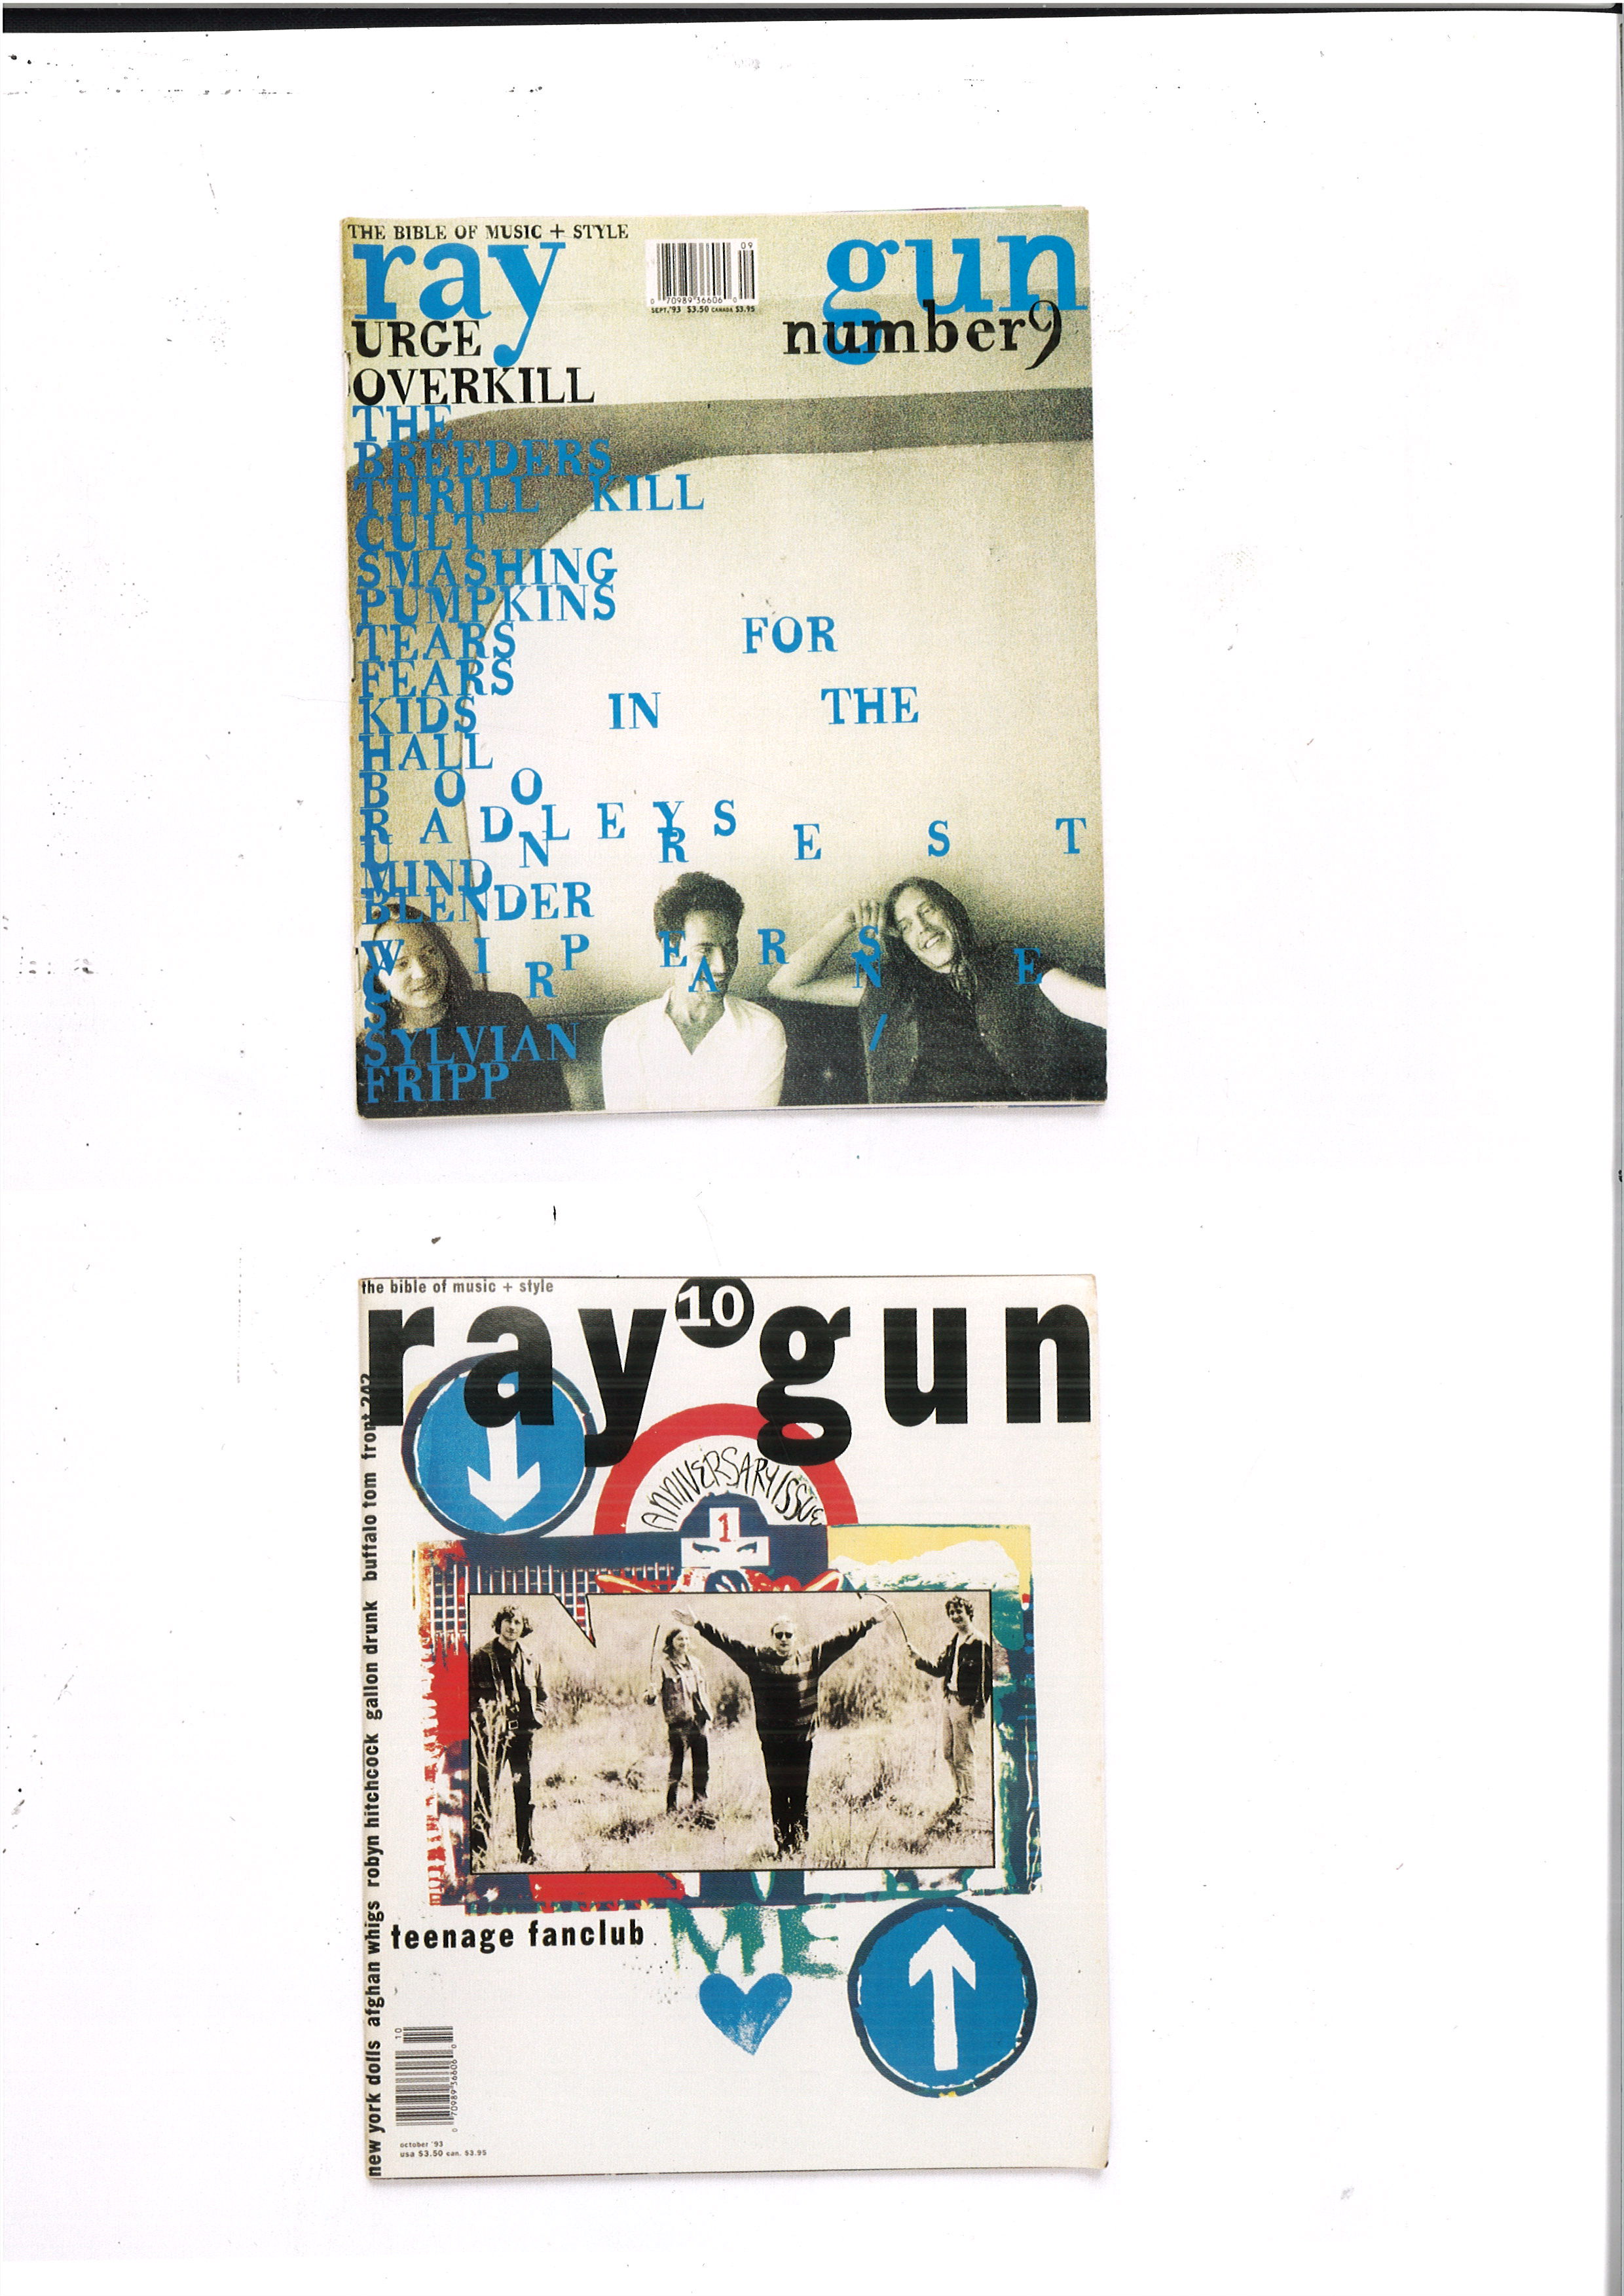 THE BIBLE OF MUSIC + STYLE
ray gun
09
0 70989 36606 0
SEPT.'93 $3.50 CANADA $3.95
number9
URGE
OVERKILL
THE
BREEDERS
THRILL KILL
CULT
SMASHING
PUMPKINS
TEARS FOR
FEARS
KIDS IN THE
HALL
BOO
RADLEYS
UNREST
MIND
BLENDER
WIPERS
CRANE
S
SYLVIAN /
FRIPP
the bible of music + style
ray 10 gun
ANNIVERSARY ISSUE
1
new york dolls afghan whigs robyn hitchcock gallon drunk buffalo tom front 242
teenage fanclub
ME
10
0 70989 36606 0
october '93
usa $3.50 can. $3.95